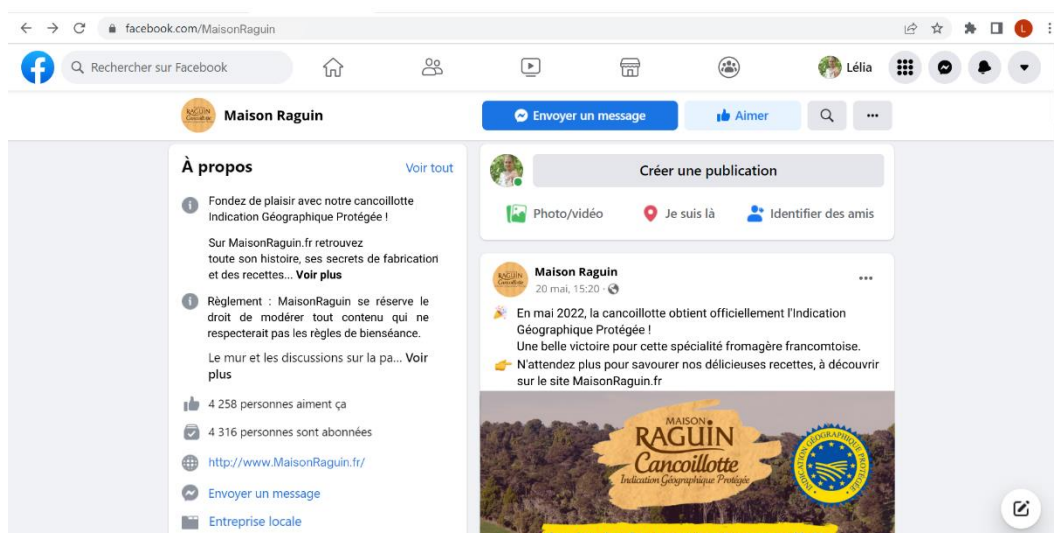 facebook.com/MaisonRaguin
L
Rechercher sur Facebook
Lélia
Maison Raguin
Envoyer un message
Aimer
À propos
Voir tout
Fondez de plaisir avec notre cancoillotte
Indication Géographique Protégée !
Sur MaisonRaguin.fr retrouvez
toute son histoire, ses secrets de fabrication
et des recettes... Voir plus
Règlement : MaisonRaguin se réserve le
droit de modérer tout contenu qui ne
respecterait pas les règles de bienséance.
Le mur et les discussions sur la pa... Voir
plus
4 258 personnes aiment ça
4 316 personnes sont abonnées
http://www.MaisonRaguin.fr/
Envoyer un message
Entreprise locale
Créer une publication
Photo/vidéo
Je suis là
Identifier des amis
Maison Raguin
20 mai, 15:20
En mai 2022, la cancoillotte obtient officiellement l'Indication
Géographique Protégée !
Une belle victoire pour cette spécialité fromagère francomtoise.
N'attendez plus pour savourer nos délicieuses recettes, à découvrir
sur le site MaisonRaguin.fr
MAISON
RAGUIN
Cancoillotte
Indication Géographique Protégée
INDICATION GÉOGRAPHIQUE PROTÉGÉE